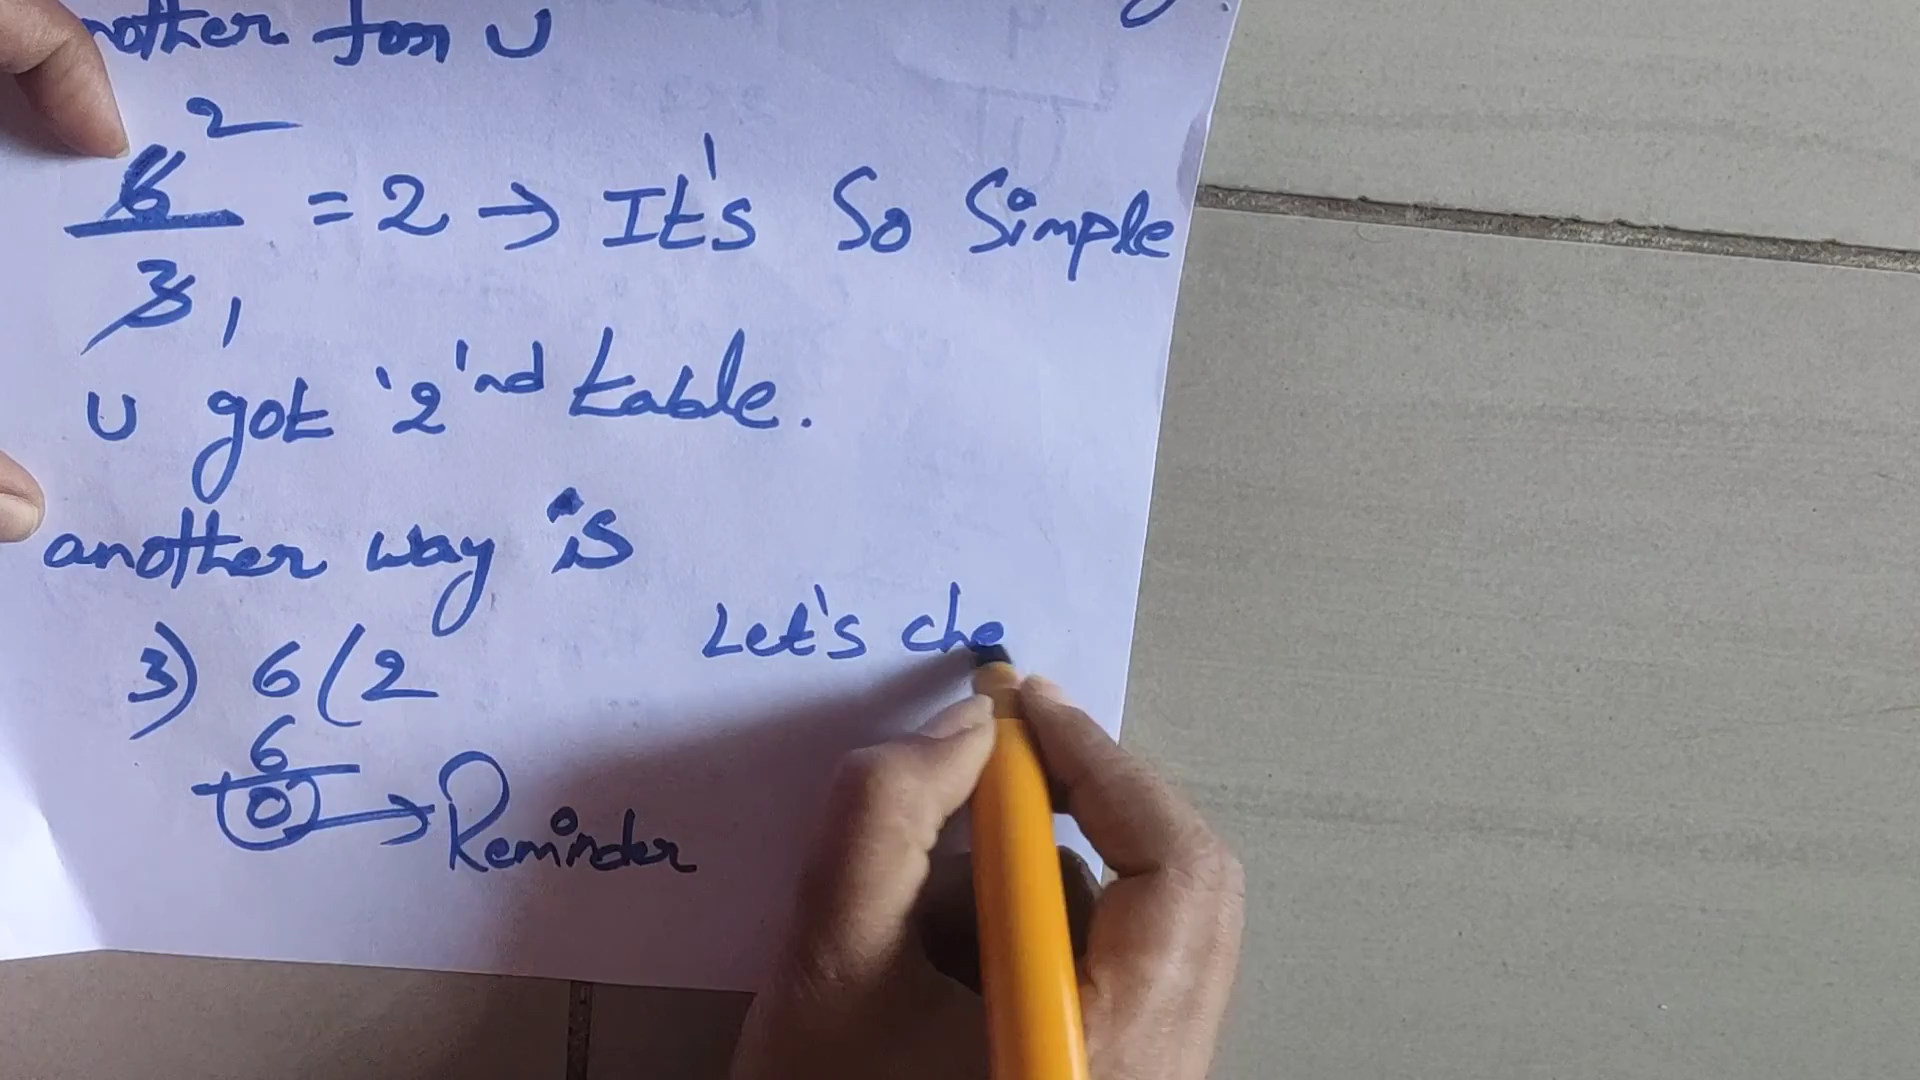 nother for U
2
6
3 1
= 2 → It's So Simple
U got '2'nd table.
another way is
Let's che
3) 6 (2
6
0 → Reminder